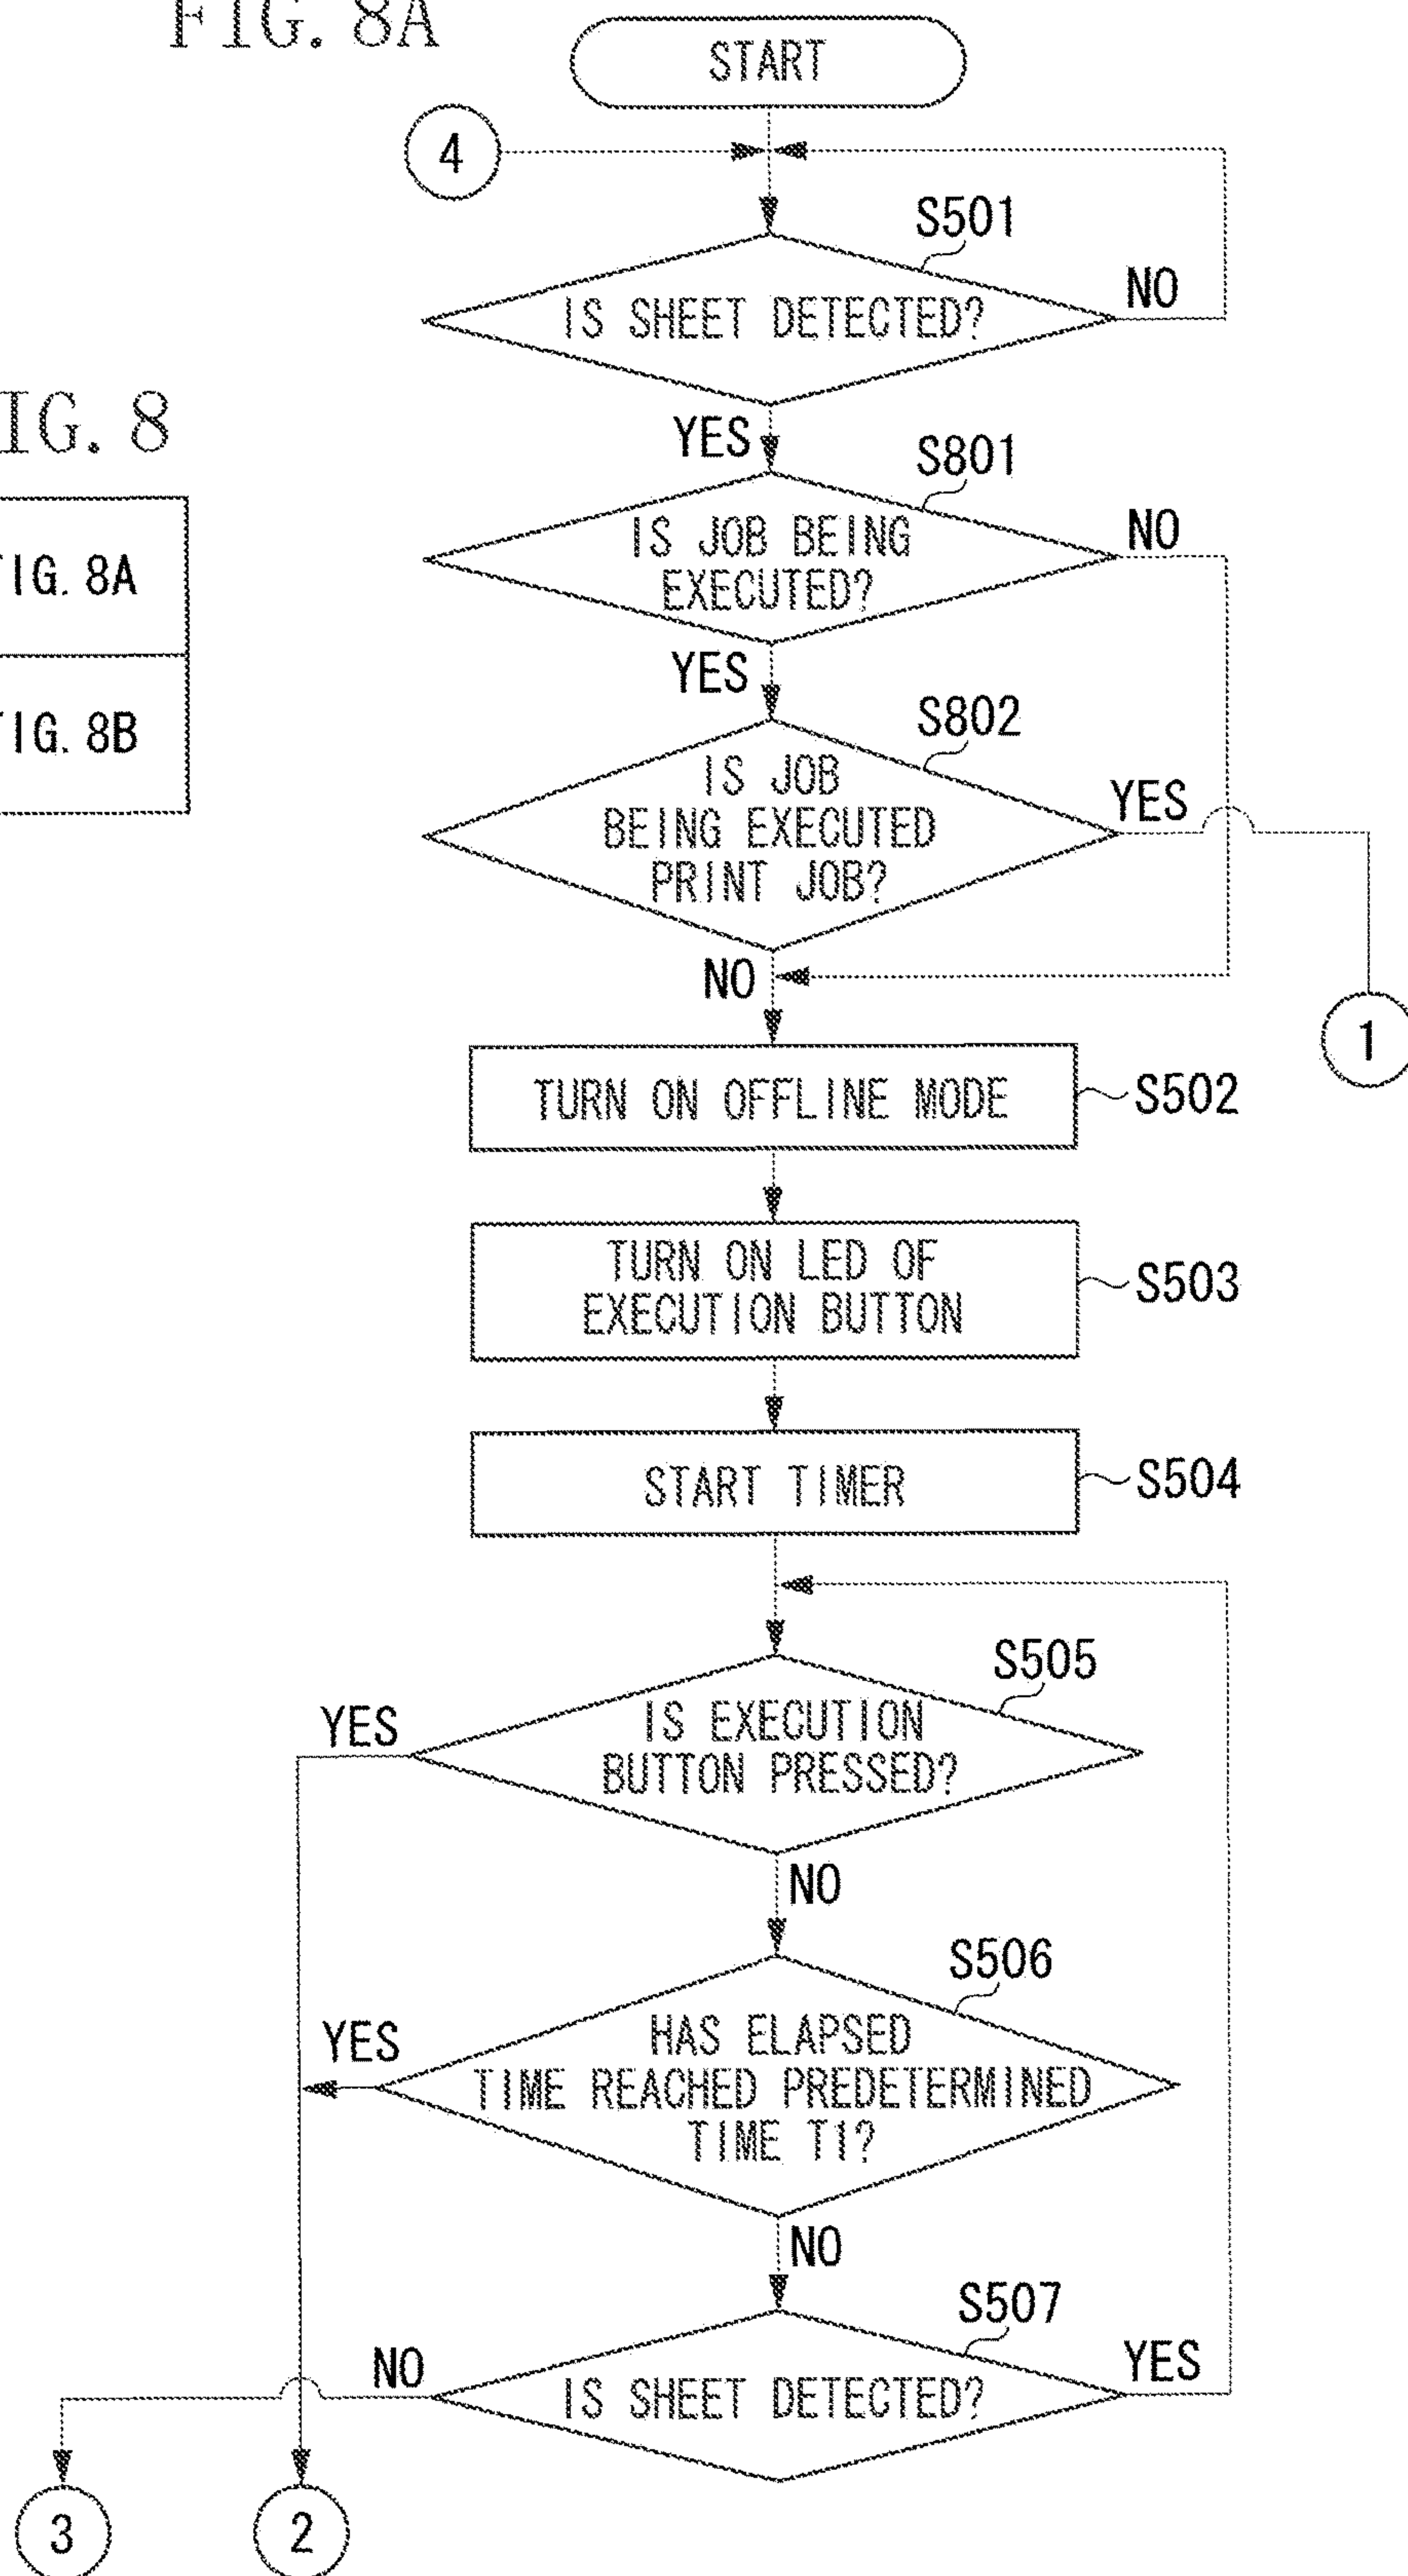 FIG. 8A
START
4
S501
IS SHEET DETECTED?
NO
YES
IG. 8
FIG. 8A
FIG. 8B
S801
IS JOB BEING
EXECUTED?
NO
YES
S802
IS JOB
BEING EXECUTED
PRINT JOB?
YES
NO
1
TURN ON OFFLINE MODE
S502
TURN ON LED OF
EXECUTION BUTTON
S503
START TIMER
S504
S505
IS EXECUTION
BUTTON PRESSED?
YES
NO
S506
HAS ELAPSED
TIME REACHED PREDETERMINED
TIME T1?
YES
NO
S507
IS SHEET DETECTED?
NO
YES
3
2